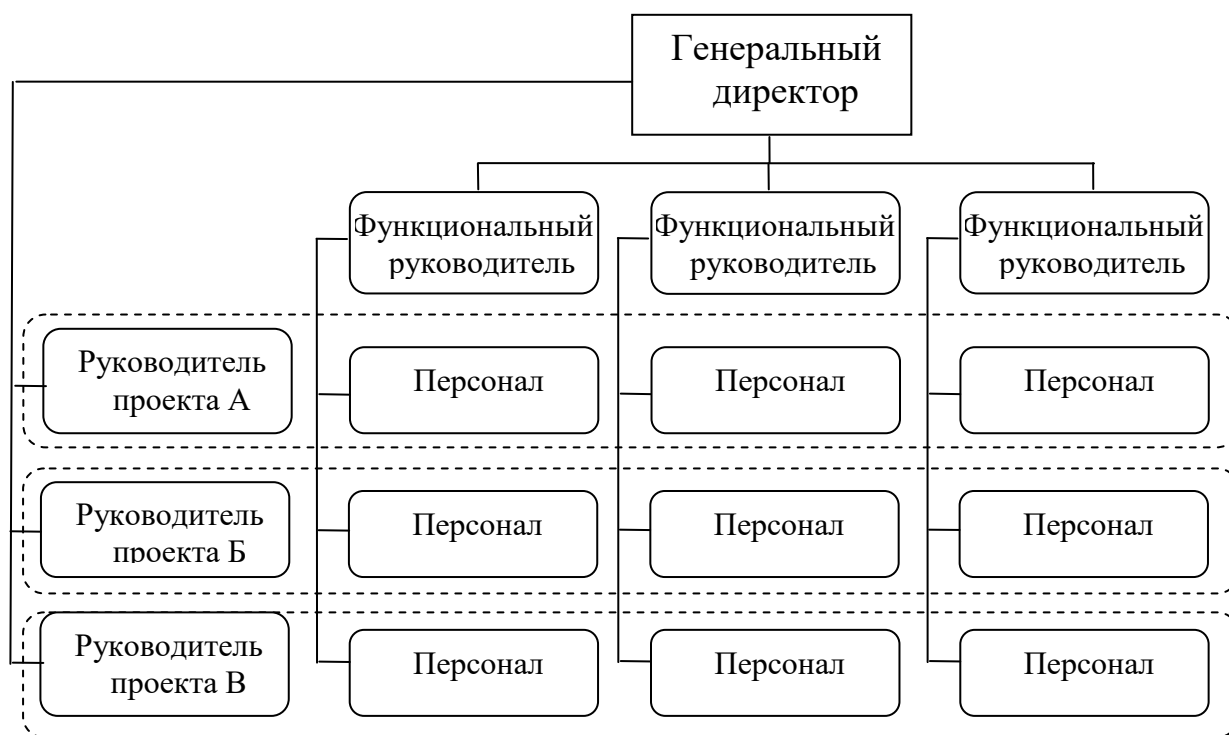 Генеральный
директор
Функциональный
руководитель
Функциональный
руководитель
Функциональный
руководитель
Руководитель
проекта А
Персонал
Персонал
Персонал
Руководитель
проекта Б
Персонал
Персонал
Персонал
Руководитель
проекта В
Персонал
Персонал
Персонал